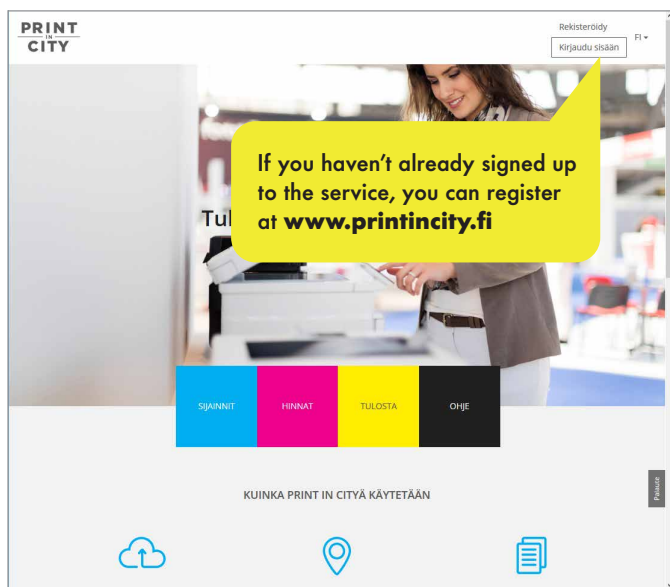 PRINT
IN
CITY
Rekisteröidy
Kirjaudu sisään
FI
If you haven't already signed up
to the service, you can register
at www.printincity.fi
Tul
SIJAINNIT
HINNAT
TULOSTA
OHJE
Palaute
KUINKA PRINT IN CITYÄ KÄYTETÄÄN